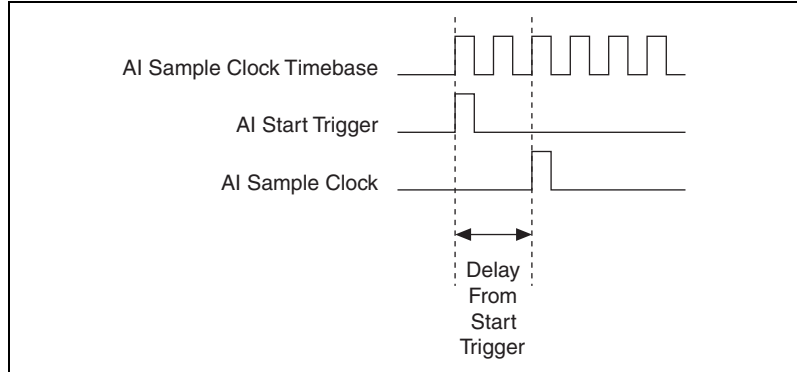 AI Sample Clock Timebase
AI Start Trigger
AI Sample Clock
Delay
From
Start
Trigger